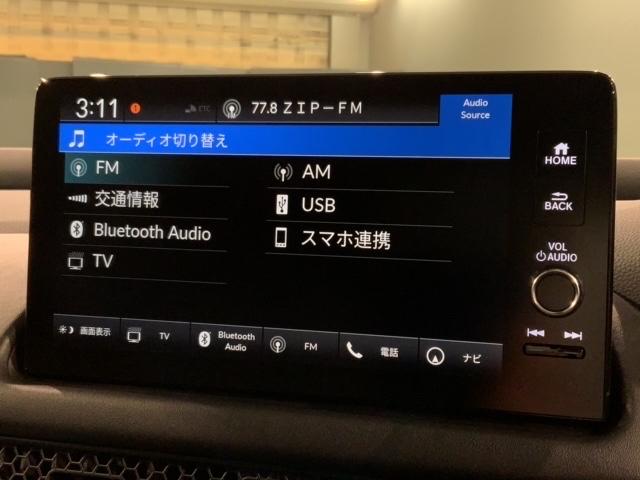 3:11 ETC 77.8 ZIP-FM Audio Source
オーディオ切り替え
FM
AM
交通情報
USB
Bluetooth Audio
スマホ連携
TV
画面表示
TV
Bluetooth Audio
FM
電話
ナビ
HOME
BACK
VOL
AUDIO